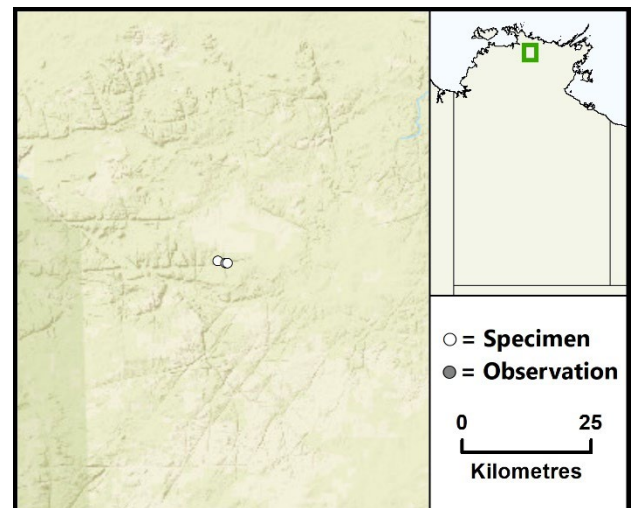 ○ = Specimen
● = Observation
0 25
Kilometres